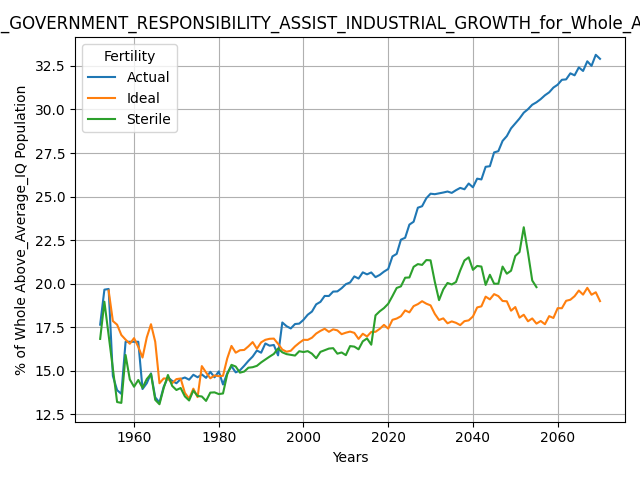 _GOVERNMENT_RESPONSIBILITY_ASSIST_INDUSTRIAL_GROWTH_for_Whole_A
Fertility
Actual
Ideal
Sterile
% of Whole Above_Average_IQ Population
32.5
30.0
27.5
25.0
22.5
20.0
17.5
15.0
12.5
1960 1980 2000 2020 2040 2060
Years